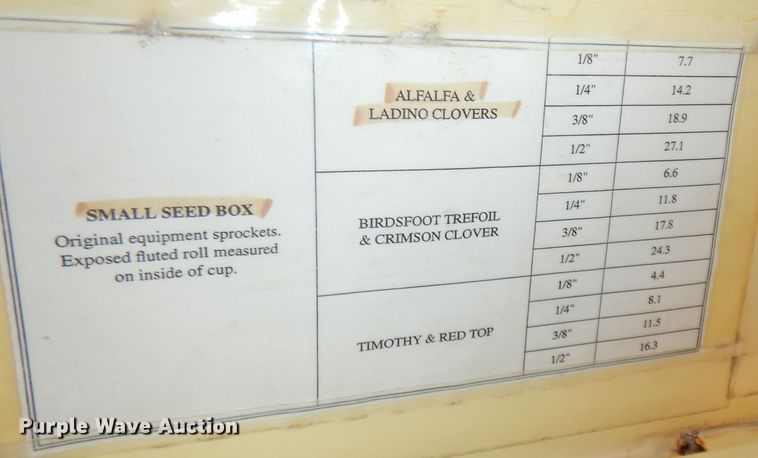 SMALL SEED BOX
Original equipment sprockets.
Exposed fluted roll measured
on inside of cup.
ALFALFA &
LADINO CLOVERS
1/8" 7.7
1/4" 14.2
3/8" 18.9
1/2" 27.1
BIRDSFOOT TREFOIL
& CRIMSON CLOVER
1/8" 6.6
1/4" 11.8
3/8" 17.8
1/2" 24.3
TIMOTHY & RED TOP
1/8" 4.4
1/4" 8.1
3/8" 11.5
1/2" 16.3
Purple Wave Auction